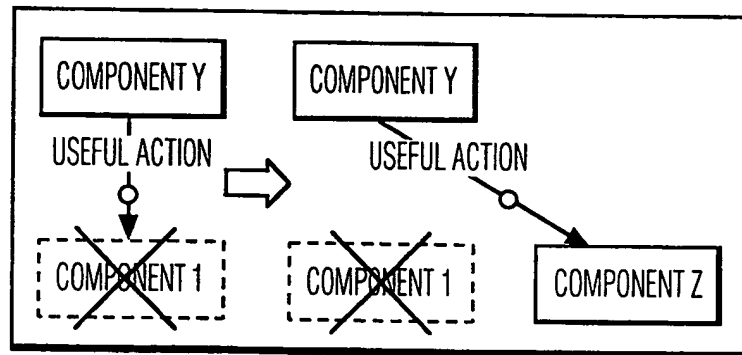 COMPONENT Y
USEFUL ACTION
COMPONENT 1
COMPONENT Y
USEFUL ACTION
COMPONENT 1
COMPONENT Z